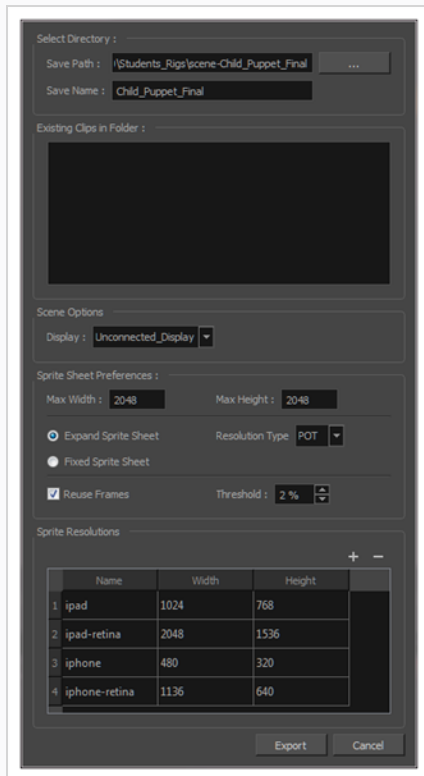 Select Directory :
Save Path : \Students_Rigs\scene-Child_Puppet_Final ...
Save Name : Child_Puppet_Final
Existing Clips in Folder :
Scene Options
Display : Unconnected_Display
Sprite Sheet Preferences :
Max Width : 2048 Max Height : 2048
Expand Sprite Sheet Resolution Type POT
Fixed Sprite Sheet
Reuse Frames Threshold : 2 %
Sprite Resolutions
+ −
Name Width Height
1 ipad 1024 768
2 ipad-retina 2048 1536
3 iphone 480 320
4 iphone-retina 1136 640
Export Cancel